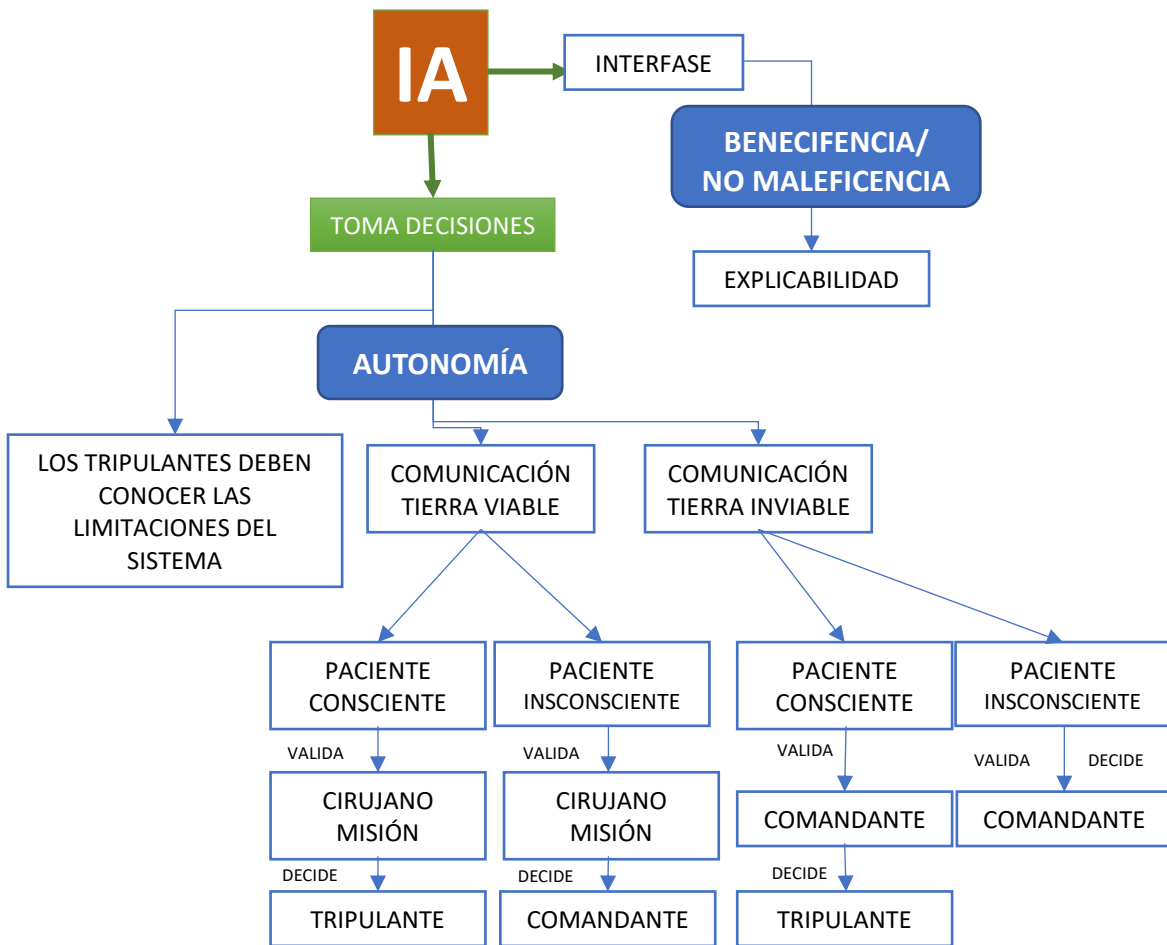 IA
INTERFASE
BENECIFENCIA/
NO MALEFICENCIA
TOMA DECISIONES
EXPLICABILIDAD
AUTONOMÍA
LOS TRIPULANTES DEBEN
CONOCER LAS
LIMITACIONES DEL
SISTEMA
COMUNICACIÓN
TIERRA VIABLE
COMUNICACIÓN
TIERRA INVIABLE
PACIENTE
CONSCIENTE
PACIENTE
INSCONSCIENTE
PACIENTE
CONSCIENTE
PACIENTE
INSCONSCIENTE
VALIDA
VALIDA
VALIDA
VALIDA
DECIDE
CIRUJANO
MISIÓN
CIRUJANO
MISIÓN
COMANDANTE
COMANDANTE
DECIDE
DECIDE
DECIDE
TRIPULANTE
COMANDANTE
TRIPULANTE